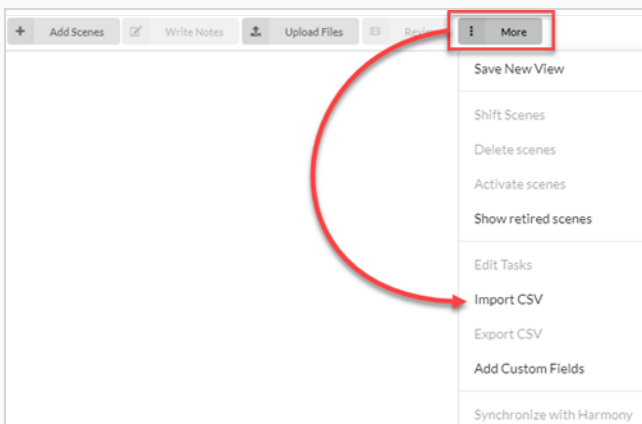 Add Scenes Write Notes Upload Files More
Save New View
Shift Scenes
Delete scenes
Activate scenes
Show retired scenes
Edit Tasks
Import CSV
Export CSV
Add Custom Fields
Synchronize with Harmony